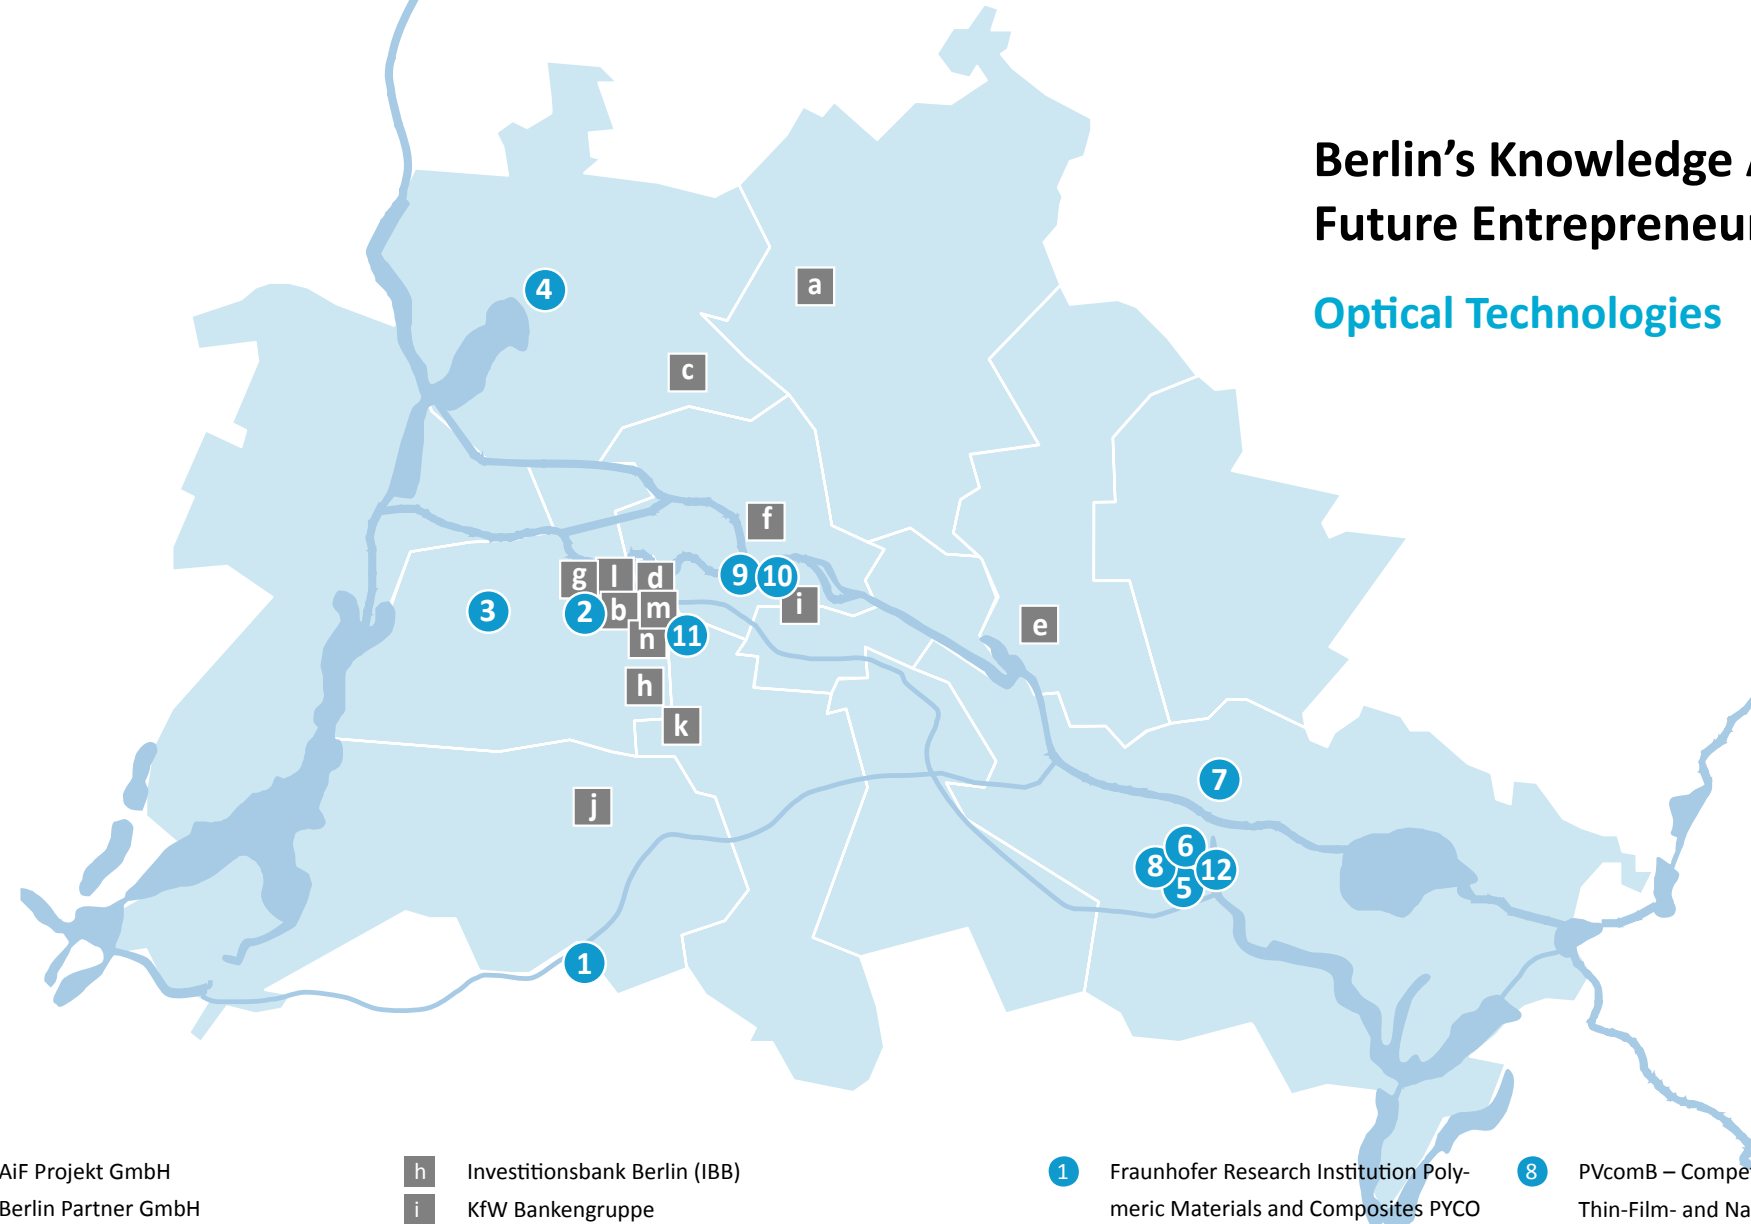 Berlin's Knowledge
Future Entrepreneu
Optical Technologies
4
a
c
f
g
l
d
9
10
3
2
b
m
i
n
11
e
h
k
7
j
6
8
12
5
1
AiF Projekt GmbH
Berlin Partner GmbH
h Investitionsbank Berlin (IBB)
i KfW Bankengruppe
1 Fraunhofer Research Institution Poly-
meric Materials and Composites PYCO
8 PVcomB – Compe
Thin-Film- and Na